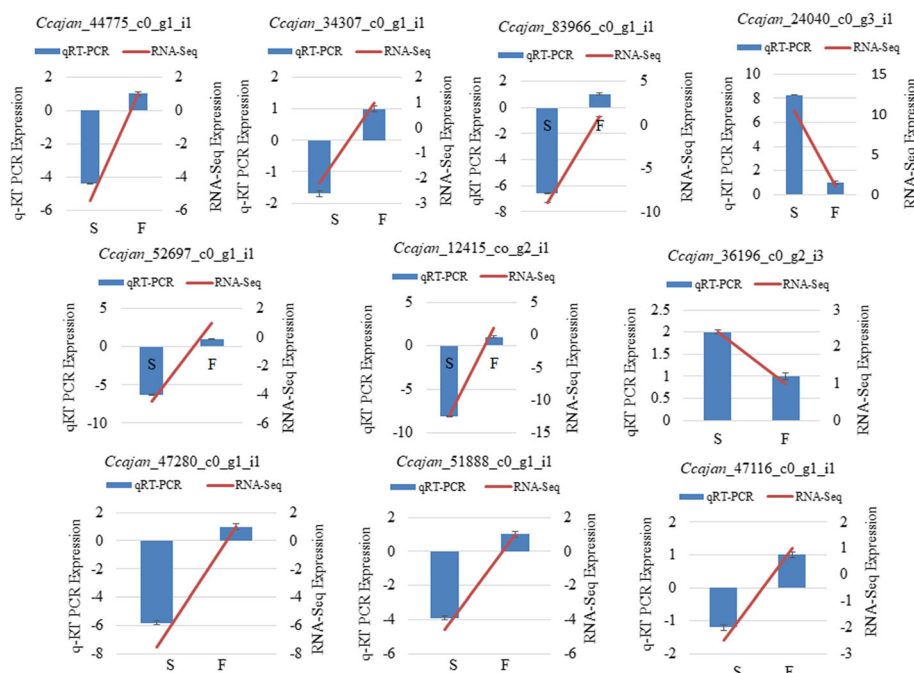 Ccajan_44775_c0_g1_i1
qRT-PCR RNA-Seq
q-RT PCR Expression
2
0
-2
-4
-6
2
0
-2
-4
-6
RNA-Seq Expression
S F
Ccajan_34307_c0_g1_i1
qRT-PCR RNA-Seq
q-RT PCR Expression
2
1
0
-1
-2
2
1
0
-1
-2
-3
RNA-Seq Expression
S F
Ccajan_83966_c0_g1_i1
qRT-PCR RNA-Seq
qRT-PCR Expression
2
0
-2
-4
-6
-8
5
0
-5
-10
RNA-Seq Expression
S F
Ccajan_24040_c0_g3_i1
qRT-PCR RNA-Seq
q-RT PCR Expression
10
8
6
4
2
0
15
10
5
0
RNA-Seq Expression
S F
Ccajan_52697_c0_g1_i1
qRT-PCR RNA-Seq
qRT PCR Expression
5
0
-5
-10
2
0
-2
-4
-6
RNA-Seq Expression
S F
Ccajan_12415_co_g2_i1
qRT-PCR RNA-Seq
qRT PCR Expression
5
0
-5
-10
5
0
-5
-10
-15
RNA-Seq Expression
S F
Ccajan_36196_c0_g2_i3
qRT-PCR RNA-Seq
qRT PCR Expression
2.5
2
1.5
1
0.5
0
3
2
1
0
RNA-Seq Expression
S F
Ccajan_47280_c0_g1_i1
qRT-PCR RNA-Seq
q-RT PCR Expression
2
0
-2
-4
-6
-8
2
0
-2
-4
-6
-8
RNA-Seq Expression
S F
Ccajan_51888_c0_g1_i1
qRT-PCR RNA-Seq
q-RT PCR Expression
2
0
-2
-4
-6
2
0
-2
-4
-6
RNA-Seq Expression
S F
Ccajan_47116_c0_g1_i1
qRT-PCR RNA-Seq
q-RT PCR Expression
2
1
0
-1
-2
2
1
0
-1
-2
-3
RNA-Seq Expression
S F